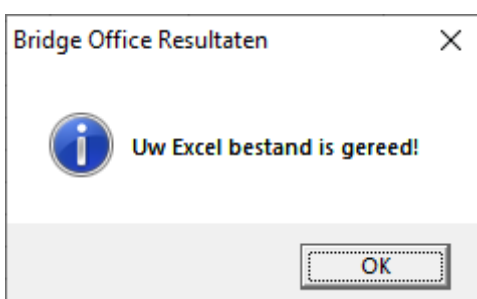 Bridge Office Resultaten
Uw Excel bestand is gereed!
OK